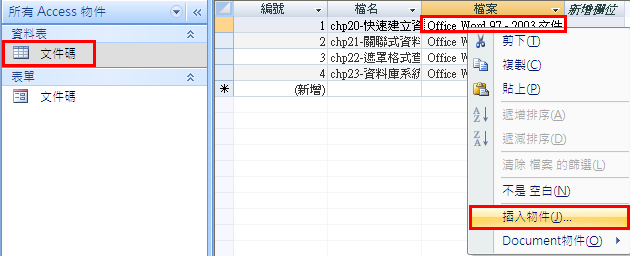 所有 Access 物件
資料表
文件碼
表單
文件碼
編號 檔名 檔案 新增欄位
1 chp20-快速建立資 Office Word 97 - 2003 文件
2 chp21-關聯式資料 Office W
3 chp22-遮罩格式查 Office W
4 chp23-資料庫系統 Office W
(新增)
剪下(T)
複製(C)
貼上(P)
遞增排序(A)
遞減排序(D)
清除 檔案 的篩選(L)
不是 空白(N)
插入物件(J)...
Document物件(O)